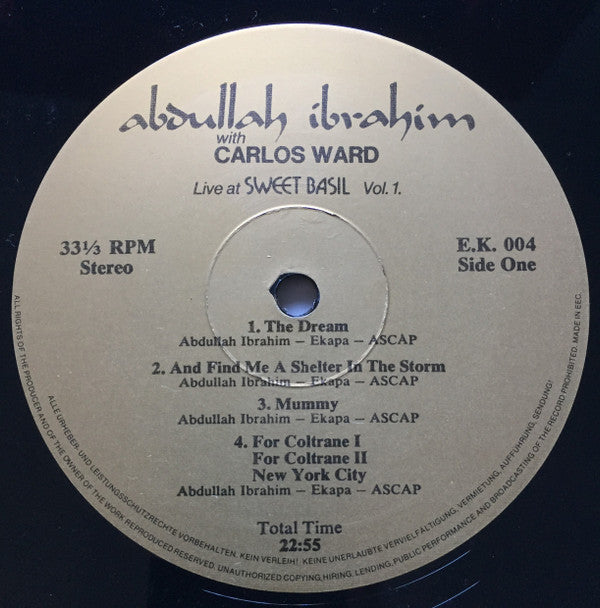 abdullah ibrahim
with
CARLOS WARD
Live at SWEET BASIL Vol. 1.
33⅓ RPM
Stereo
E.K. 004
Side One
1. The Dream
Abdullah Ibrahim – Ekapa – ASCAP
2. And Find Me A Shelter In The Storm
Abdullah Ibrahim – Ekapa – ASCAP
3. Mummy
Abdullah Ibrahim – Ekapa – ASCAP
4. For Coltrane I
For Coltrane II
New York City
Abdullah Ibrahim – Ekapa – ASCAP
Total Time
22:55
ALLE URHEBER- UND LEISTUNGSSCHUTZRECHTE VORBEHALTEN. KEIN VERLEIH! KEINE UNERLAUBTE VERVIELFÄLTIGUNG, VERMIETUNG, AUFFÜHRUNG, SENDUNG!
ALL RIGHTS OF THE PRODUCER AND OF THE OWNER OF THE WORK REPRODUCED RESERVED. UNAUTHORIZED COPYING, HIRING, LENDING, PUBLIC PERFORMANCE AND BROADCASTING OF THE RECORD PROHIBITED. MADE IN EEC.